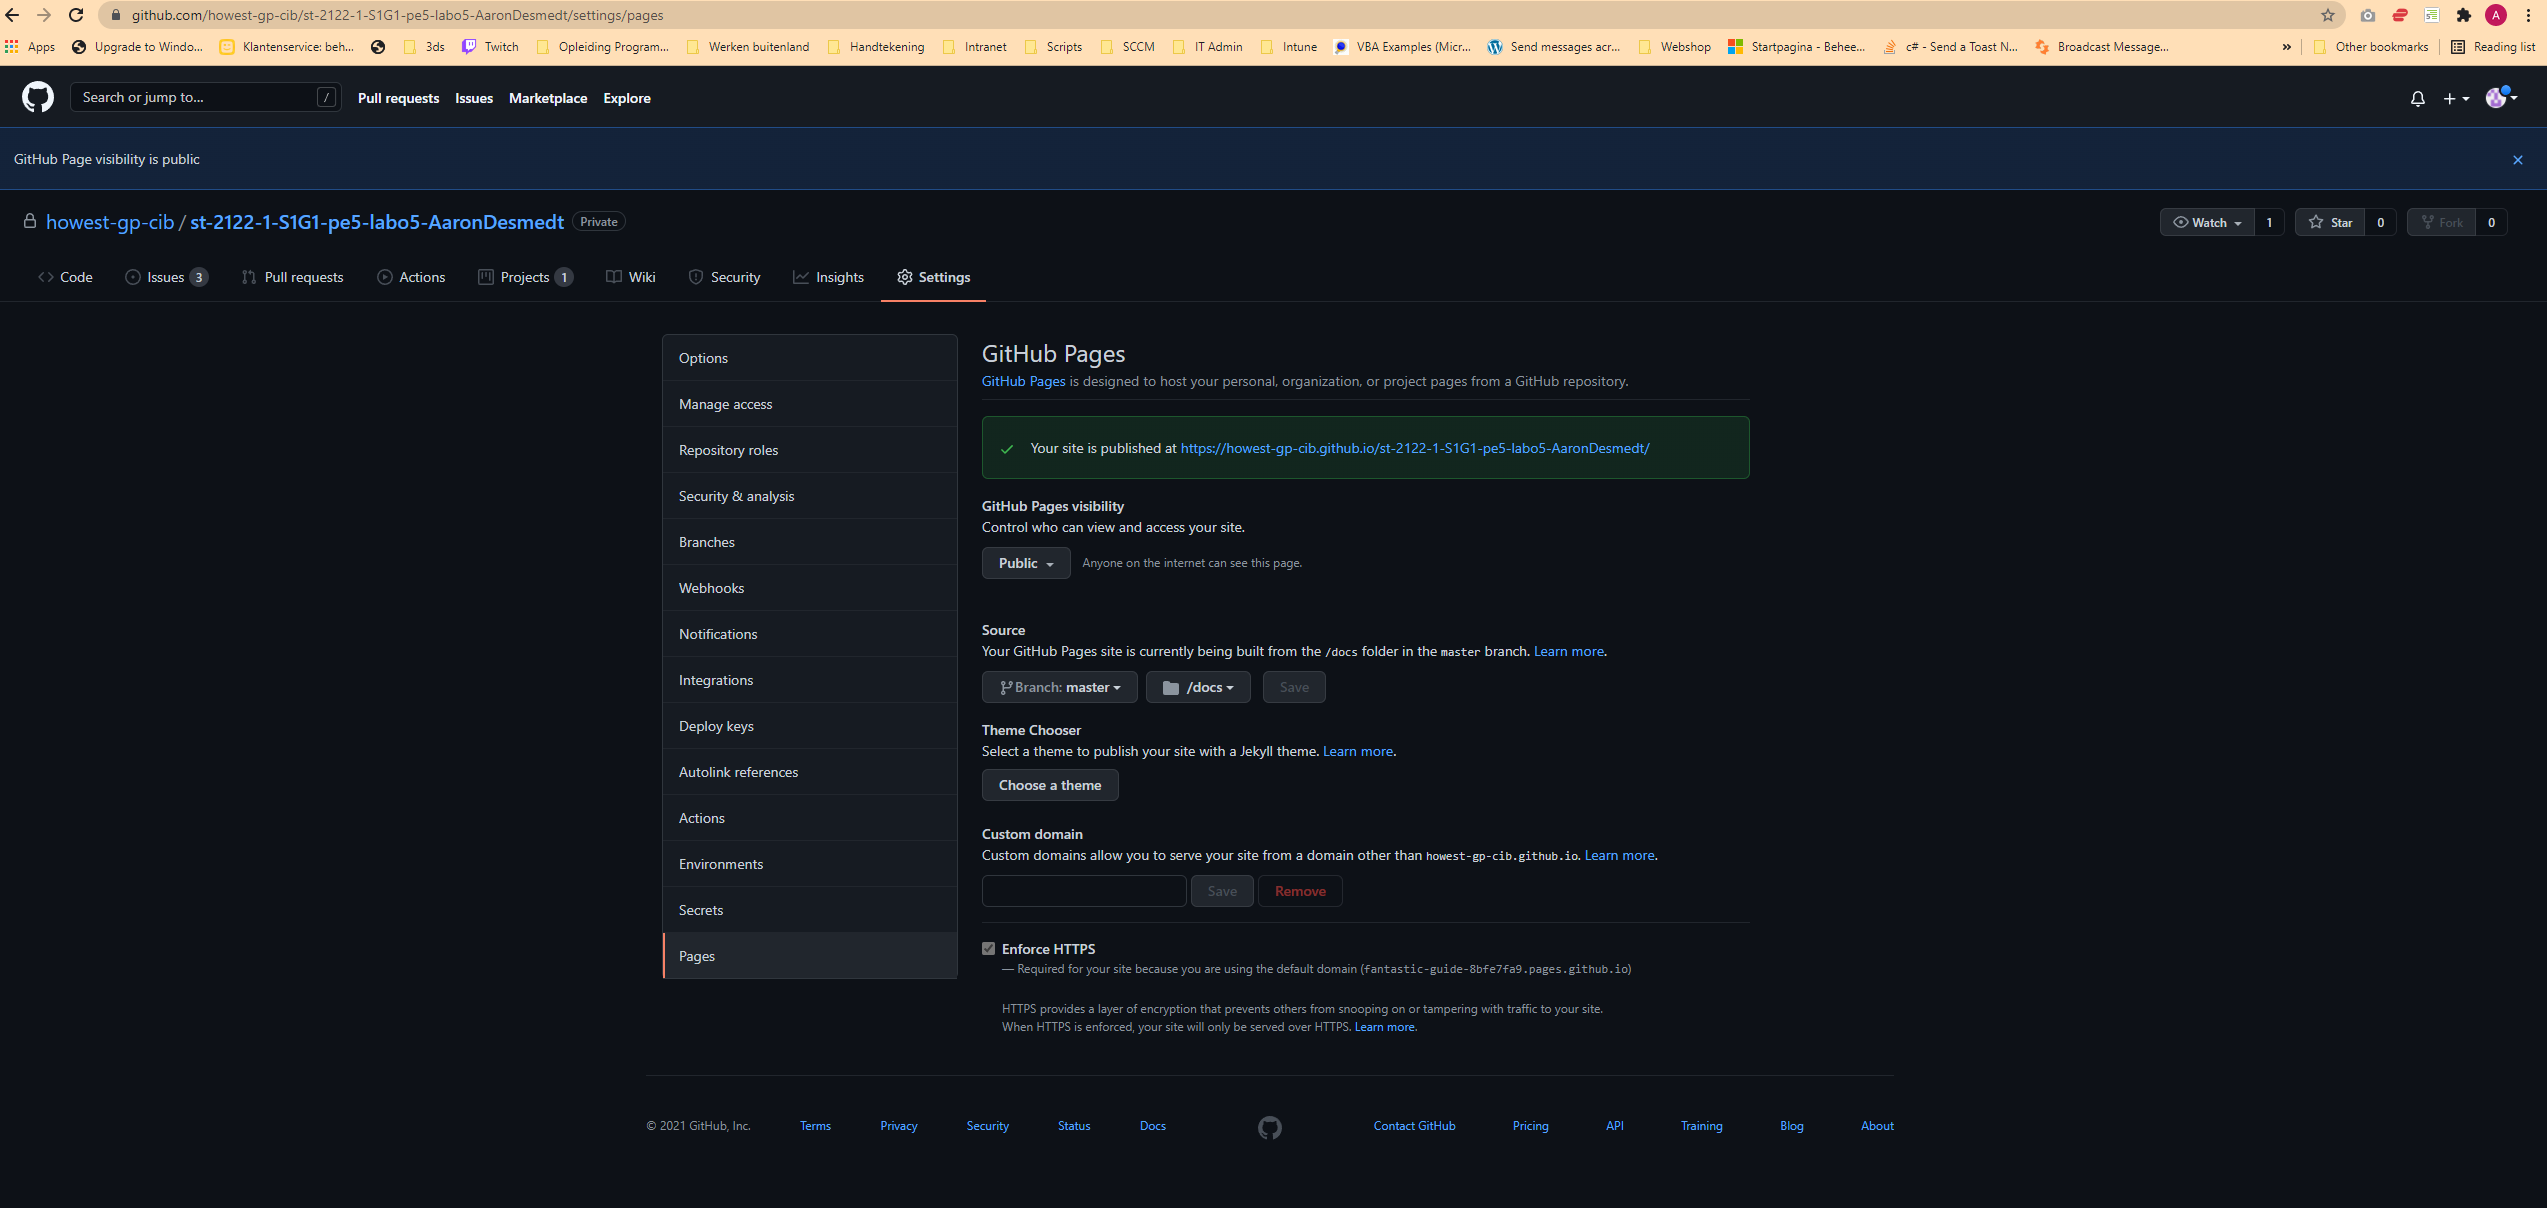 github.com/howest-gp-cib/st-2122-1-S1G1-pe5-labo5-AaronDesmedt/settings/pages
A
Apps Upgrade to Windo... Klantenservice: beh... 3ds Twitch Opleiding Program... Werken buitenland Handtekening Intranet Scripts SCCM IT Admin Intune VBA Examples (Micr... Send messages acr... Webshop Startpagina - Behee... c# - Send a Toast N... Broadcast Message... » Other bookmarks Reading list
Search or jump to... / Pull requests Issues Marketplace Explore
GitHub Page visibility is public
howest-gp-cib / st-2122-1-S1G1-pe5-labo5-AaronDesmedt Private
Watch 1 Star 0 Fork 0
Code Issues 3 Pull requests Actions Projects 1 Wiki Security Insights Settings
Options
Manage access
Repository roles
Security & analysis
Branches
Webhooks
Notifications
Integrations
Deploy keys
Autolink references
Actions
Environments
Secrets
Pages
GitHub Pages
GitHub Pages is designed to host your personal, organization, or project pages from a GitHub repository.
Your site is published at https://howest-gp-cib.github.io/st-2122-1-S1G1-pe5-labo5-AaronDesmedt/
GitHub Pages visibility
Control who can view and access your site.
Public Anyone on the internet can see this page.
Source
Your GitHub Pages site is currently being built from the /docs folder in the master branch. Learn more.
Branch: master /docs Save
Theme Chooser
Select a theme to publish your site with a Jekyll theme. Learn more.
Choose a theme
Custom domain
Custom domains allow you to serve your site from a domain other than howest-gp-cib.github.io. Learn more.
Save Remove
Enforce HTTPS
— Required for your site because you are using the default domain (fantastic-guide-8bfe7fa9.pages.github.io)
HTTPS provides a layer of encryption that prevents others from snooping on or tampering with traffic to your site.
When HTTPS is enforced, your site will only be served over HTTPS. Learn more.
© 2021 GitHub, Inc. Terms Privacy Security Status Docs Contact GitHub Pricing API Training Blog About